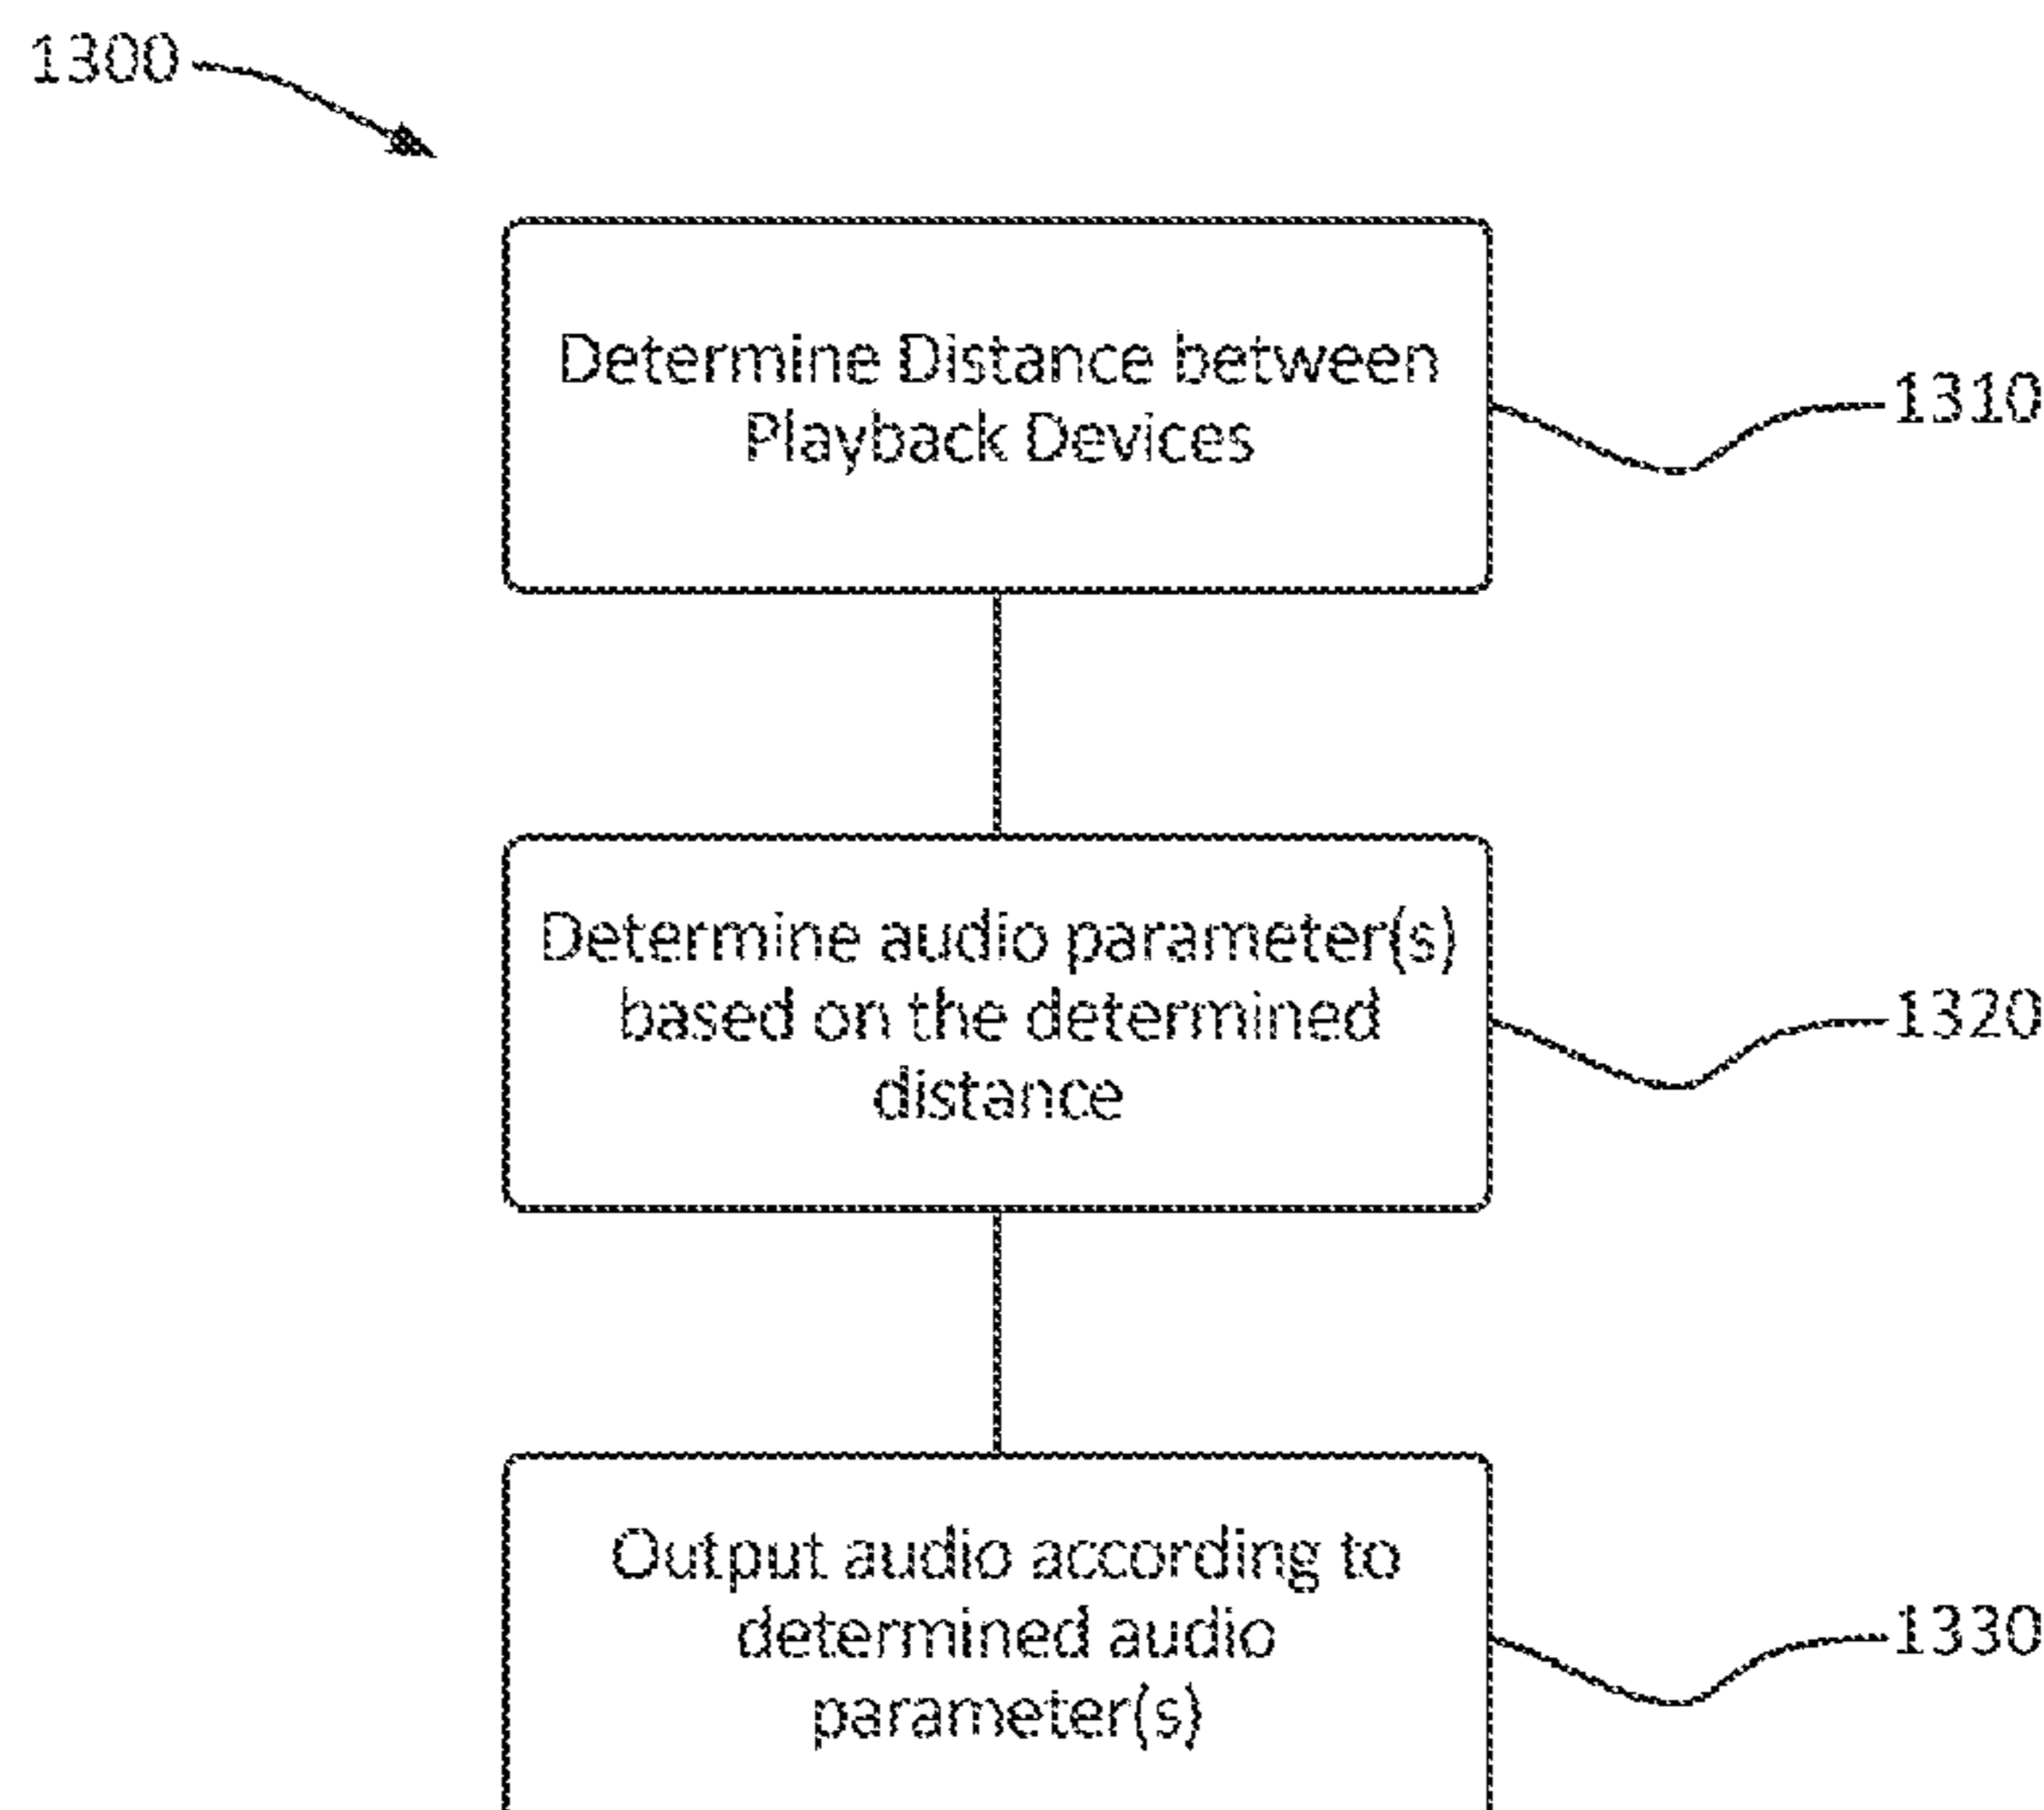 1300
Determine Distance between
Playback Devices
1310
Determine audio parameter(s)
based on the determined
distance
1320
Output audio according to
determined audio
parameter(s)
1330